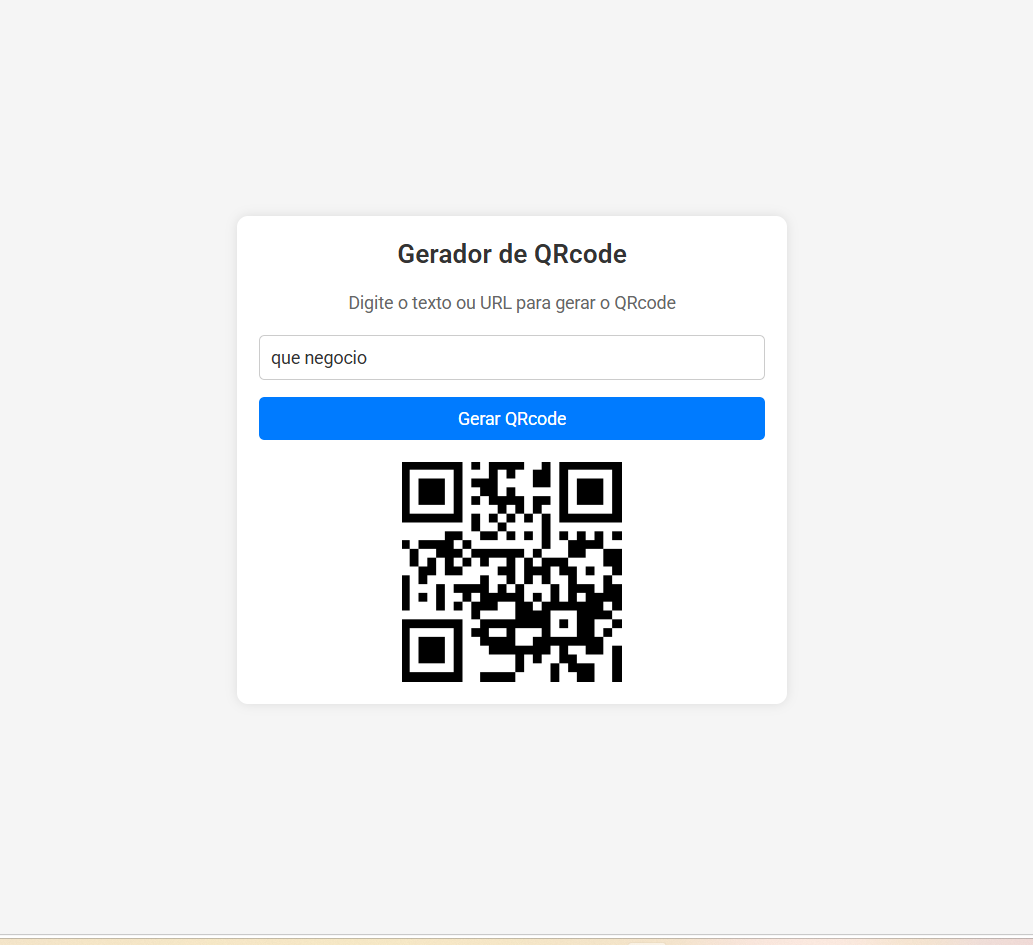 Gerador de QRcode
Digite o texto ou URL para gerar o QRcode
que negocio
Gerar QRcode